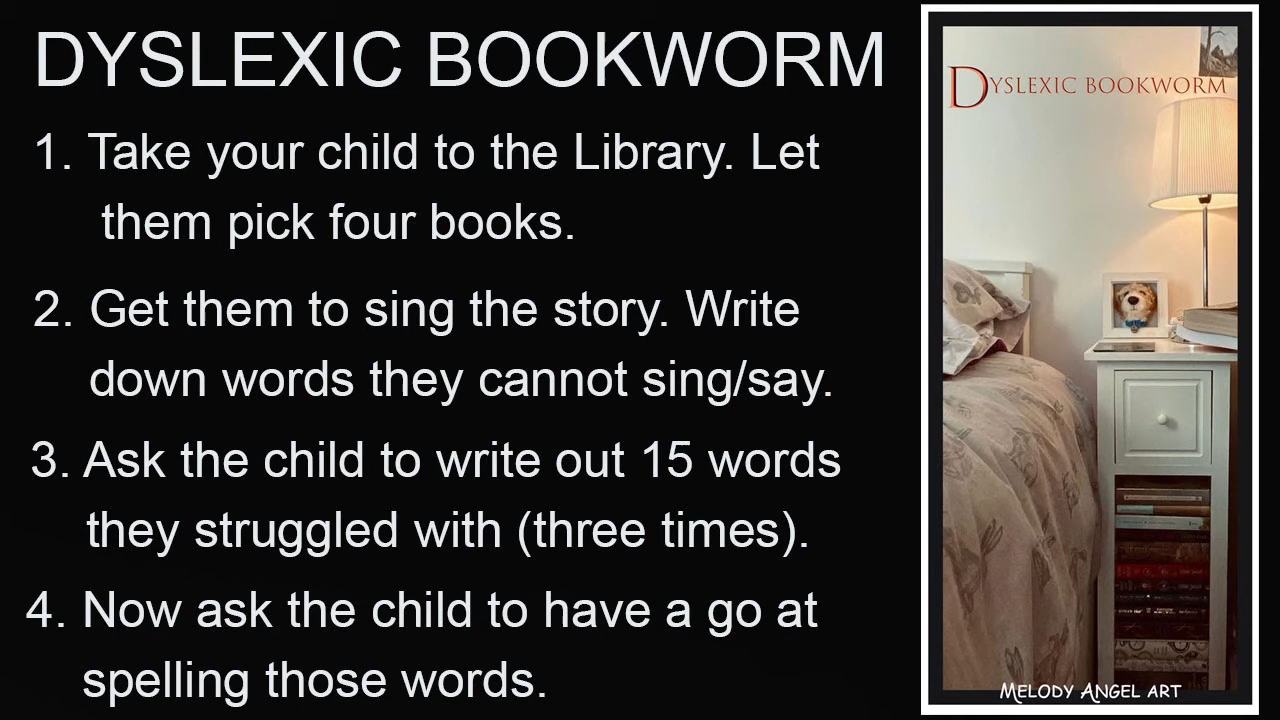 DYSLEXIC BOOKWORM
1. Take your child to the Library. Let
them pick four books.
2. Get them to sing the story. Write
down words they cannot sing/say.
3. Ask the child to write out 15 words
they struggled with (three times).
4. Now ask the child to have a go at
spelling those words.
DYSLEXIC BOOKWORM
MELODY ANGEL ART